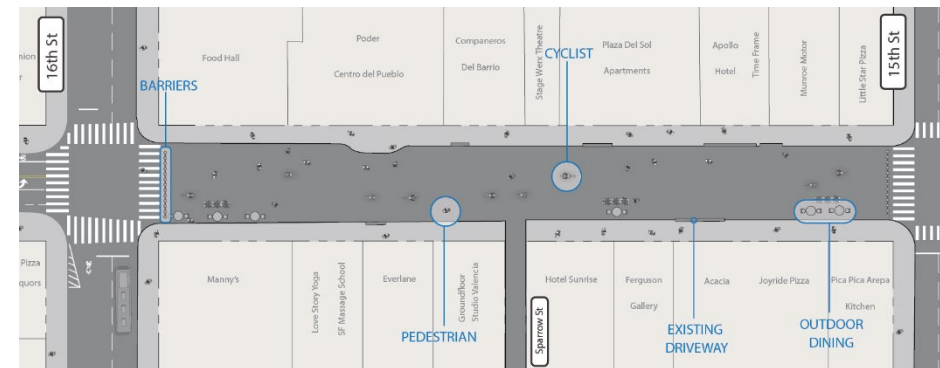 16th St
Food Hall
Poder
Centro del Pueblo
Companeros
Del Barrio
Stage Werx Theatre
CYCLIST
Plaza Del Sol
Apartments
Apollo
Hotel
Time Frame
Munroe Motor
Little Star Pizza
15th St
BARRIERS
Pizza
Manny's
Love Story Yoga
SF Massage School
Everlane
Groundfloor
Studio Valencia
PEDESTRIAN
Sparrow St
Hotel Sunrise
Ferguson
Gallery
Acacia
Joyride Pizza
Pica Pica Arepa
Kitchen
EXISTING
DRIVEWAY
OUTDOOR
DINING